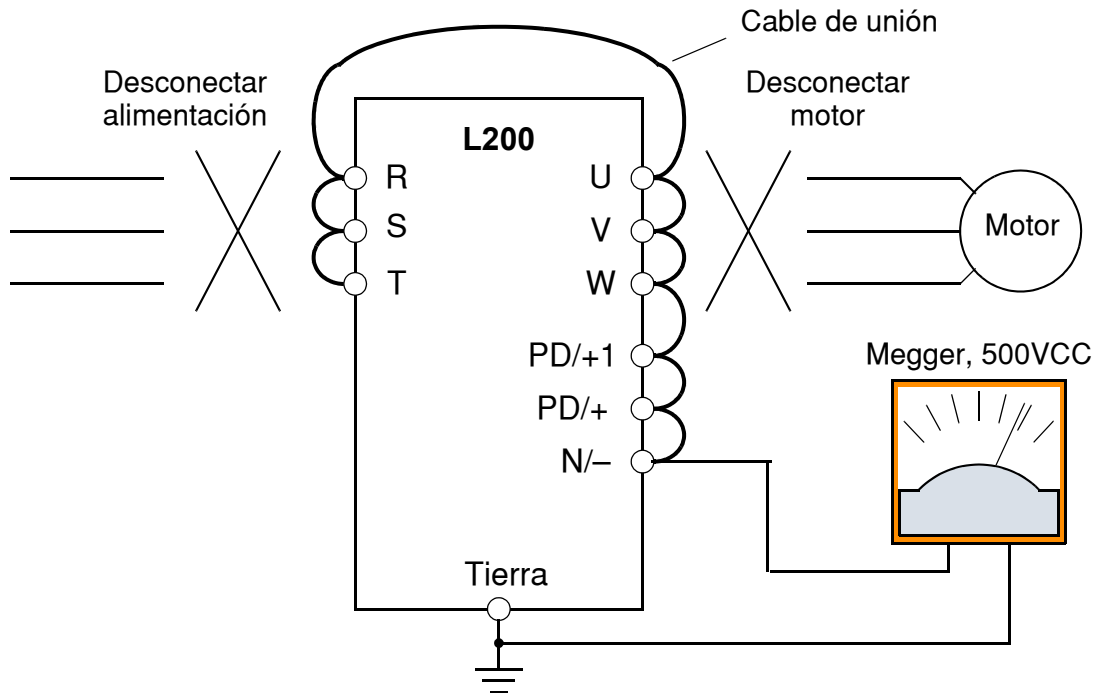 Cable de unión
Desconectar
alimentación
Desconectar
motor
L200
R
U
S
V
Motor
T
W
PD/+1
Megger, 500VCC
PD/+
N/–
Tierra